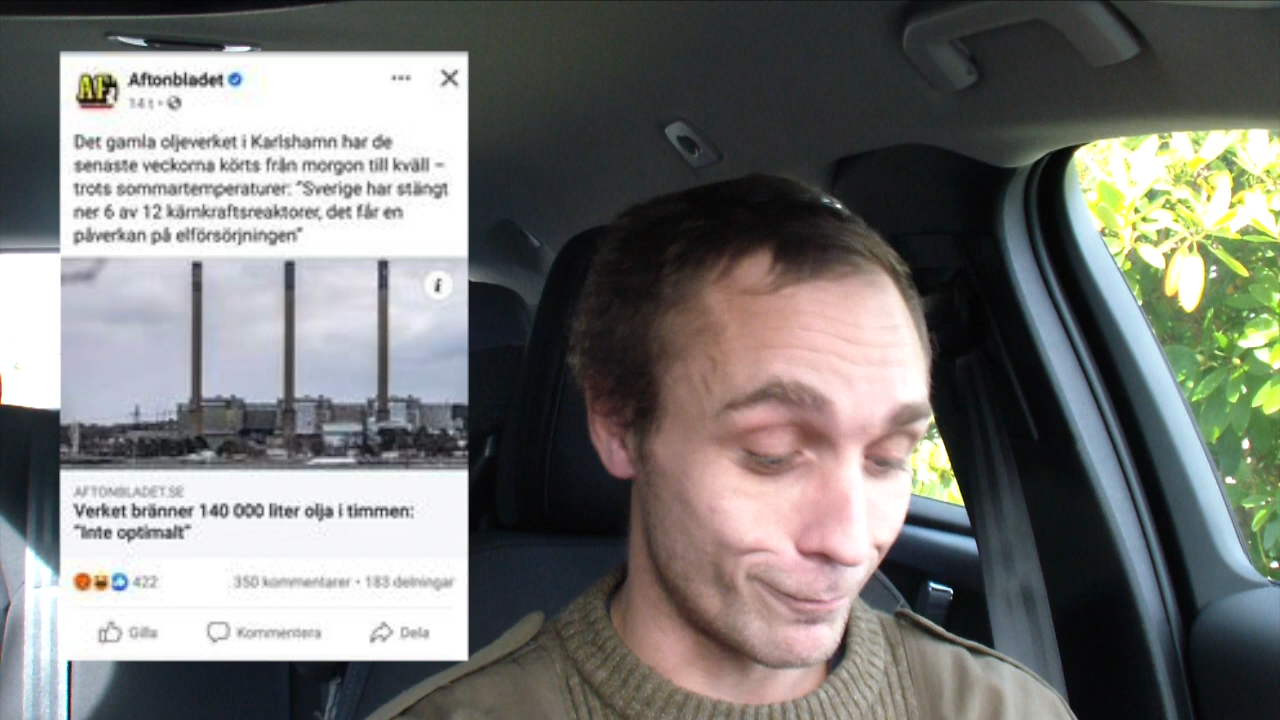 AF
Aftonbladet
14 t
Det gamla oljeverket i Karlshamn har de
senaste veckorna körts från morgon till kväll –
trots sommartemperaturer: "Sverige har stängt
ner 6 av 12 kärnkraftsreaktorer, det får en
påverkan på elförsörjningen"
i
AFTONBLADET.SE
Verket bränner 140 000 liter olja i timmen:
"Inte optimalt"
422 350 kommentarer • 183 delningar
Gilla Kommentera Dela